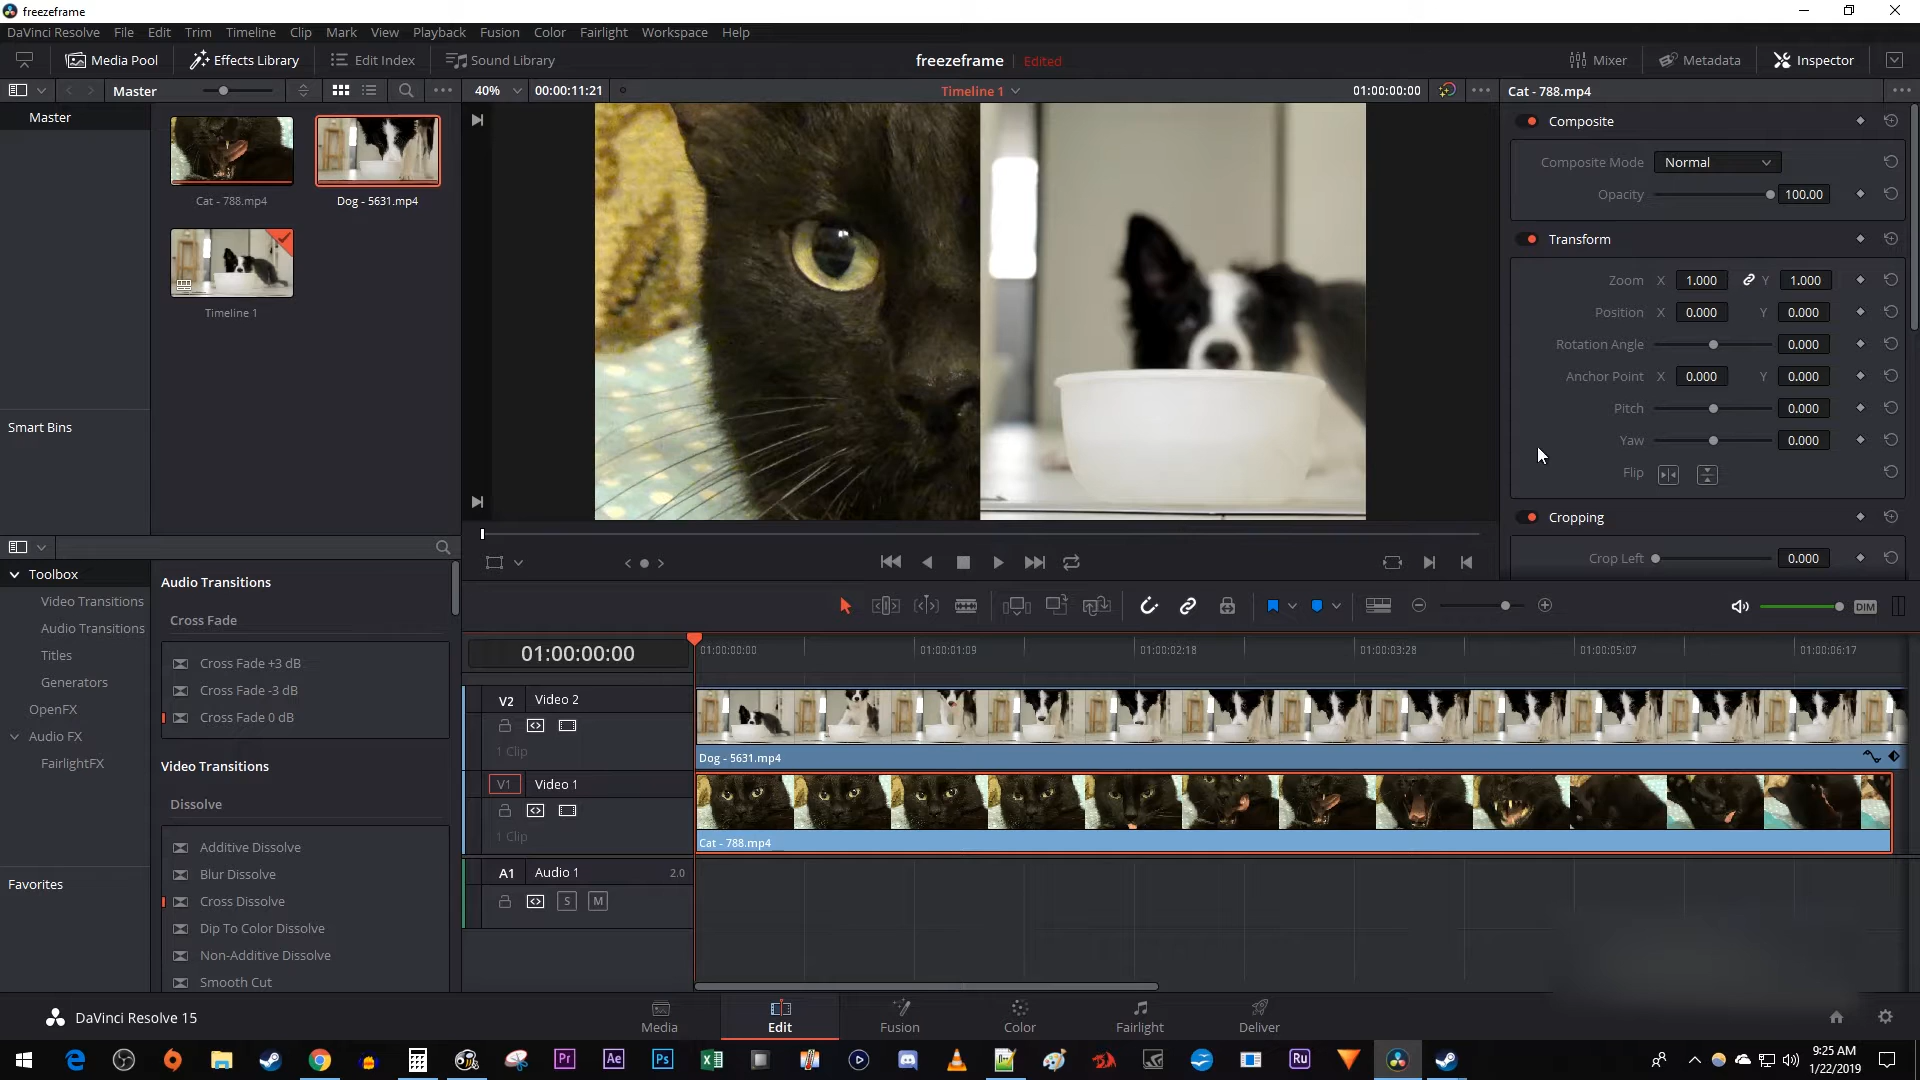 freezeframe
DaVinci Resolve File Edit Trim Timeline Clip Mark View Playback Fusion Color Fairlight Workspace Help
Media Pool Effects Library Edit Index Sound Library freezeframe Edited Mixer Metadata Inspector
Master 40% 00:00:11:21 Timeline 1 01:00:00:00 Cat - 788.mp4
Master
Cat - 788.mp4
Dog - 5631.mp4
Timeline 1
Smart Bins
Composite
Composite Mode Normal
Opacity 100.00
Transform
Zoom X 1.000 Y 1.000
Position X 0.000 Y 0.000
Rotation Angle 0.000
Anchor Point X 0.000 Y 0.000
Pitch 0.000
Yaw 0.000
Flip
Cropping
Crop Left 0.000
Toolbox
Video Transitions
Audio Transitions
Titles
Generators
OpenFX
Audio FX
FairlightFX
Favorites
Audio Transitions
Cross Fade
Cross Fade +3 dB
Cross Fade -3 dB
Cross Fade 0 dB
Video Transitions
Dissolve
Additive Dissolve
Blur Dissolve
Cross Dissolve
Dip To Color Dissolve
Non-Additive Dissolve
Smooth Cut
DIM
01:00:00:00 01:00:00:00 01:00:01:09 01:00:02:18 01:00:03:28 01:00:05:07 01:00:06:17
V2 Video 2
1 Clip
Dog - 5631.mp4
V1 Video 1
1 Clip
Cat - 788.mp4
A1 Audio 1 2.0
S M
DaVinci Resolve 15
Media Edit Fusion Color Fairlight Deliver
Pr Ae Ps Ru
9:25 AM
1/22/2019